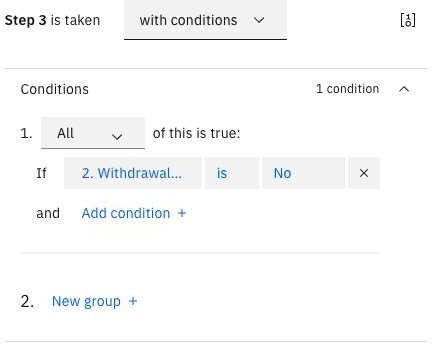 Step 3 is taken with conditions
Conditions 1 condition
1. All of this is true:
If 2. Withdrawal... is No ×
and Add condition +
2. New group +